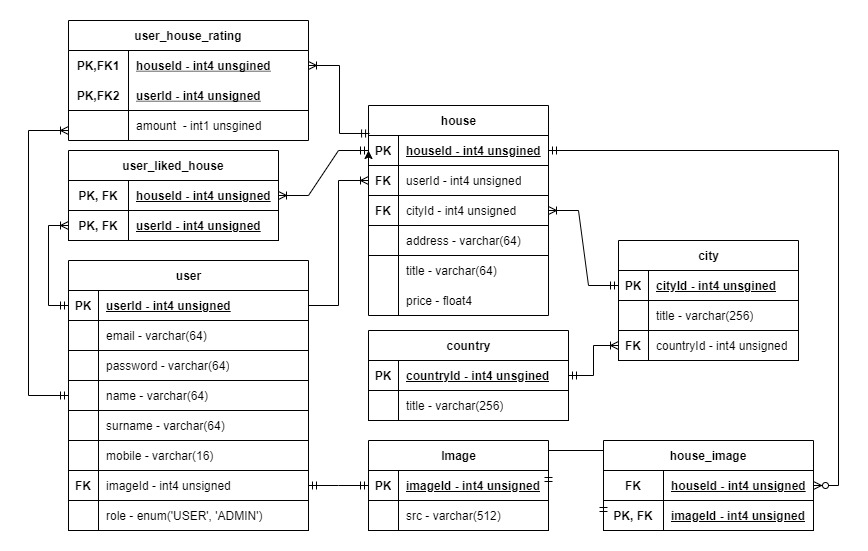 user_house_rating
PK,FK1 houseId - int4 unsgined
PK,FK2 userId - int4 unsigned
amount - int1 unsgined
user_liked_house
PK, FK houseId - int4 unsigned
PK, FK userId - int4 unsigned
user
PK userId - int4 unsigned
email - varchar(64)
password - varchar(64)
name - varchar(64)
surname - varchar(64)
mobile - varchar(16)
FK imageId - int4 unsigned
role - enum('USER', 'ADMIN')
house
PK houseId - int4 unsgined
FK userId - int4 unsigned
FK cityId - int4 unsigned
address - varchar(64)
title - varchar(64)
price - float4
country
PK countryId - int4 unsgined
title - varchar(256)
Image
PK imageId - int4 unsigned
src - varchar(512)
city
PK cityId - int4 unsgined
title - varchar(256)
FK countryId - int4 unsigned
house_image
FK houseId - int4 unsigned
PK, FK imageId - int4 unsigned